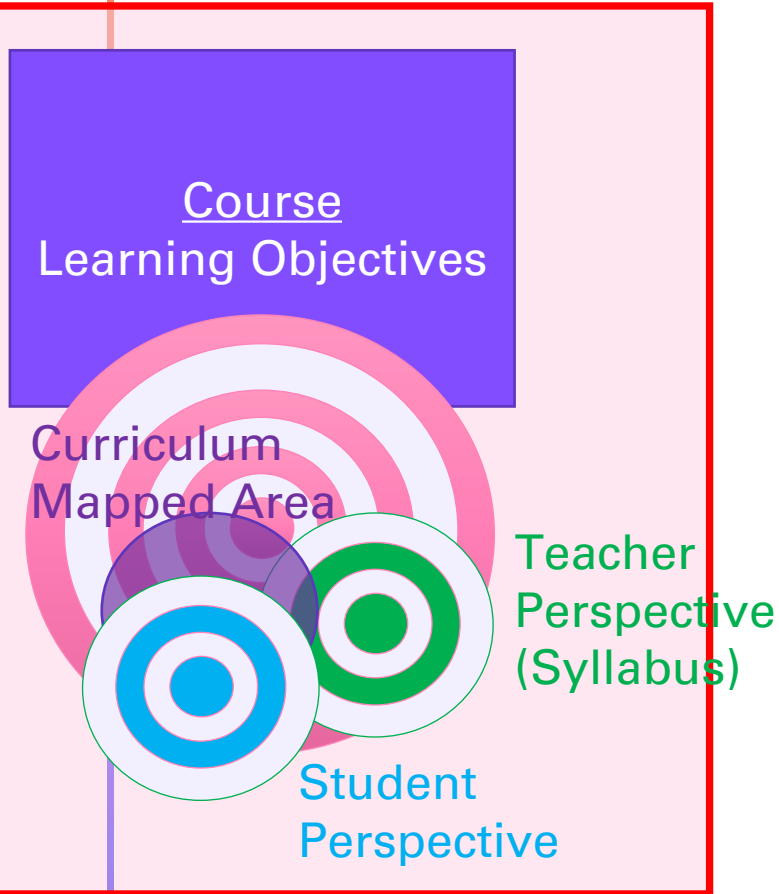 Course
Learning Objectives
Curriculum
Mapped Area
Teacher
Perspective
(Syllabus)
Student
Perspective